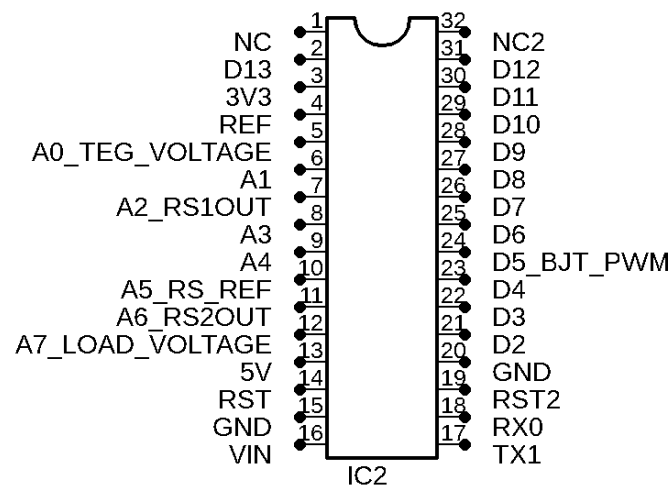 1 32
NC NC2
2 31
D13 D12
3 30
3V3 D11
4 29
REF D10
5 28
A0_TEG_VOLTAGE D9
6 27
A1 D8
7 26
A2_RS1OUT D7
8 25
A3 D6
9 24
A4 D5_BJT_PWM
10 23
A5_RS_REF D4
11 22
A6_RS2OUT D3
12 21
A7_LOAD_VOLTAGE D2
13 20
5V GND
14 19
RST RST2
15 18
GND RX0
16 17
VIN TX1
IC2